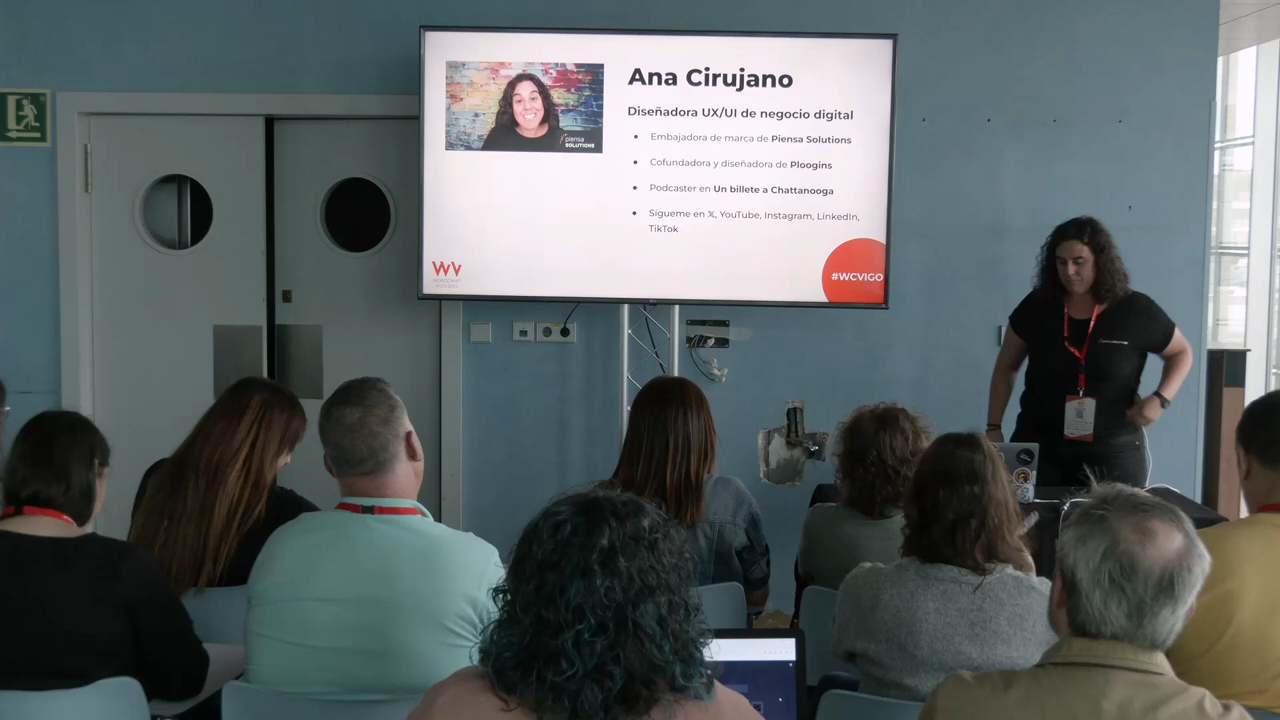 Ana Cirujano
Diseñadora UX/UI de negocio digital
• Embajadora de marca de Piensa Solutions
• Cofundadora y diseñadora de Ploogins
• Podcaster en Un billete a Chattanooga
• Sígueme en 𝕏, YouTube, Instagram, LinkedIn,
TikTok
piensa
SOLUTIONS
WV
#WCVIGO